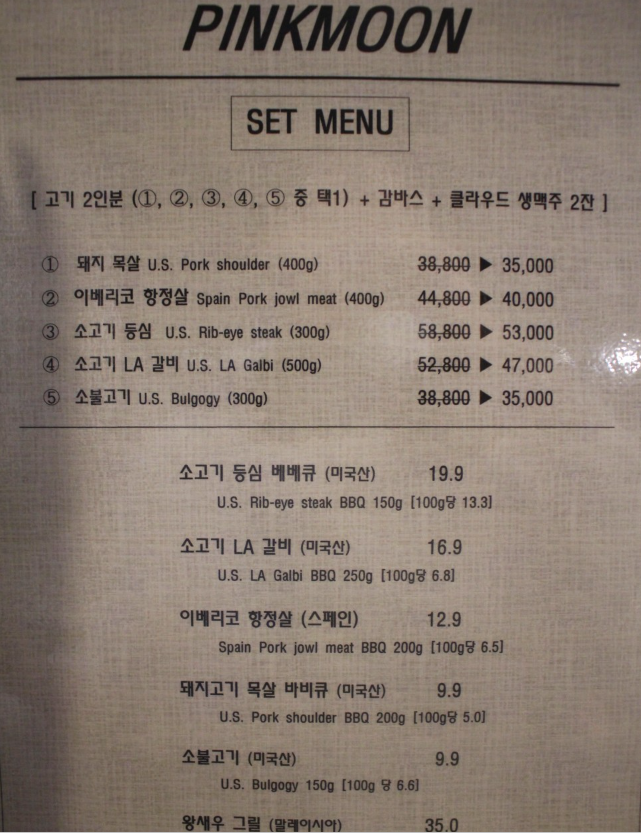 PINKMOON
SET MENU
[ 고기 2인분 (①, ②, ③, ④, ⑤ 중 택1) + 감바스 + 클라우드 생맥주 2잔 ]
① 돼지 목살 U.S. Pork shoulder (400g) 38,800 ▶ 35,000
② 이베리코 항정살 Spain Pork jowl meat (400g) 44,800 ▶ 40,000
③ 소고기 등심 U.S. Rib-eye steak (300g) 58,800 ▶ 53,000
④ 소고기 LA 갈비 U.S. LA Galbi (500g) 52,800 ▶ 47,000
⑤ 소불고기 U.S. Bulgogy (300g) 38,800 ▶ 35,000
소고기 등심 베베큐 (미국산) 19.9
U.S. Rib-eye steak BBQ 150g [100g당 13.3]
소고기 LA 갈비 (미국산) 16.9
U.S. LA Galbi BBQ 250g [100g당 6.8]
이베리코 항정살 (스페인) 12.9
Spain Pork jowl meat BBQ 200g [100g당 6.5]
돼지고기 목살 바비큐 (미국산) 9.9
U.S. Pork shoulder BBQ 200g [100g당 5.0]
소불고기 (미국산) 9.9
U.S. Bulgogy 150g [100g 당 6.6]
왕새우 그릴 (말레이시아) 35.0